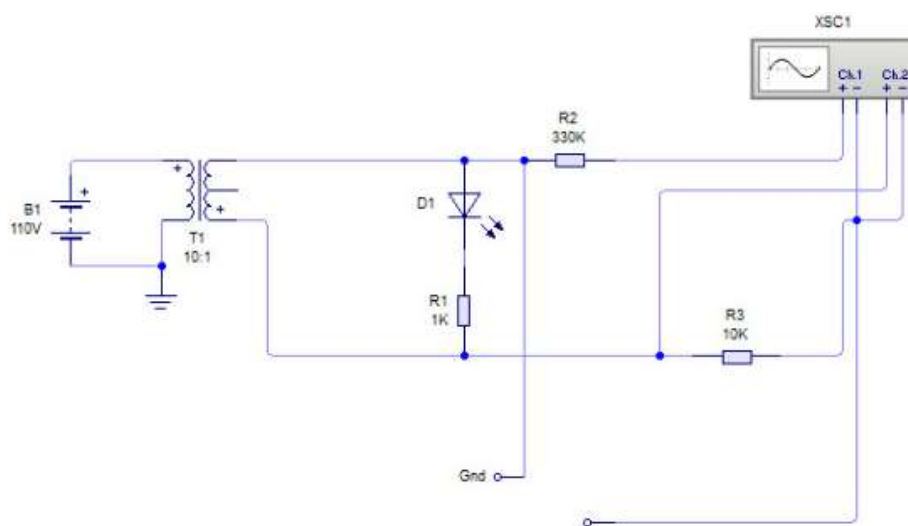 XSC1
Ch.1 Ch.2
+ − + −
R2
330K
+
B1
110V
+
+
T1
10:1
D1
R1
1K
R3
10K
Gnd